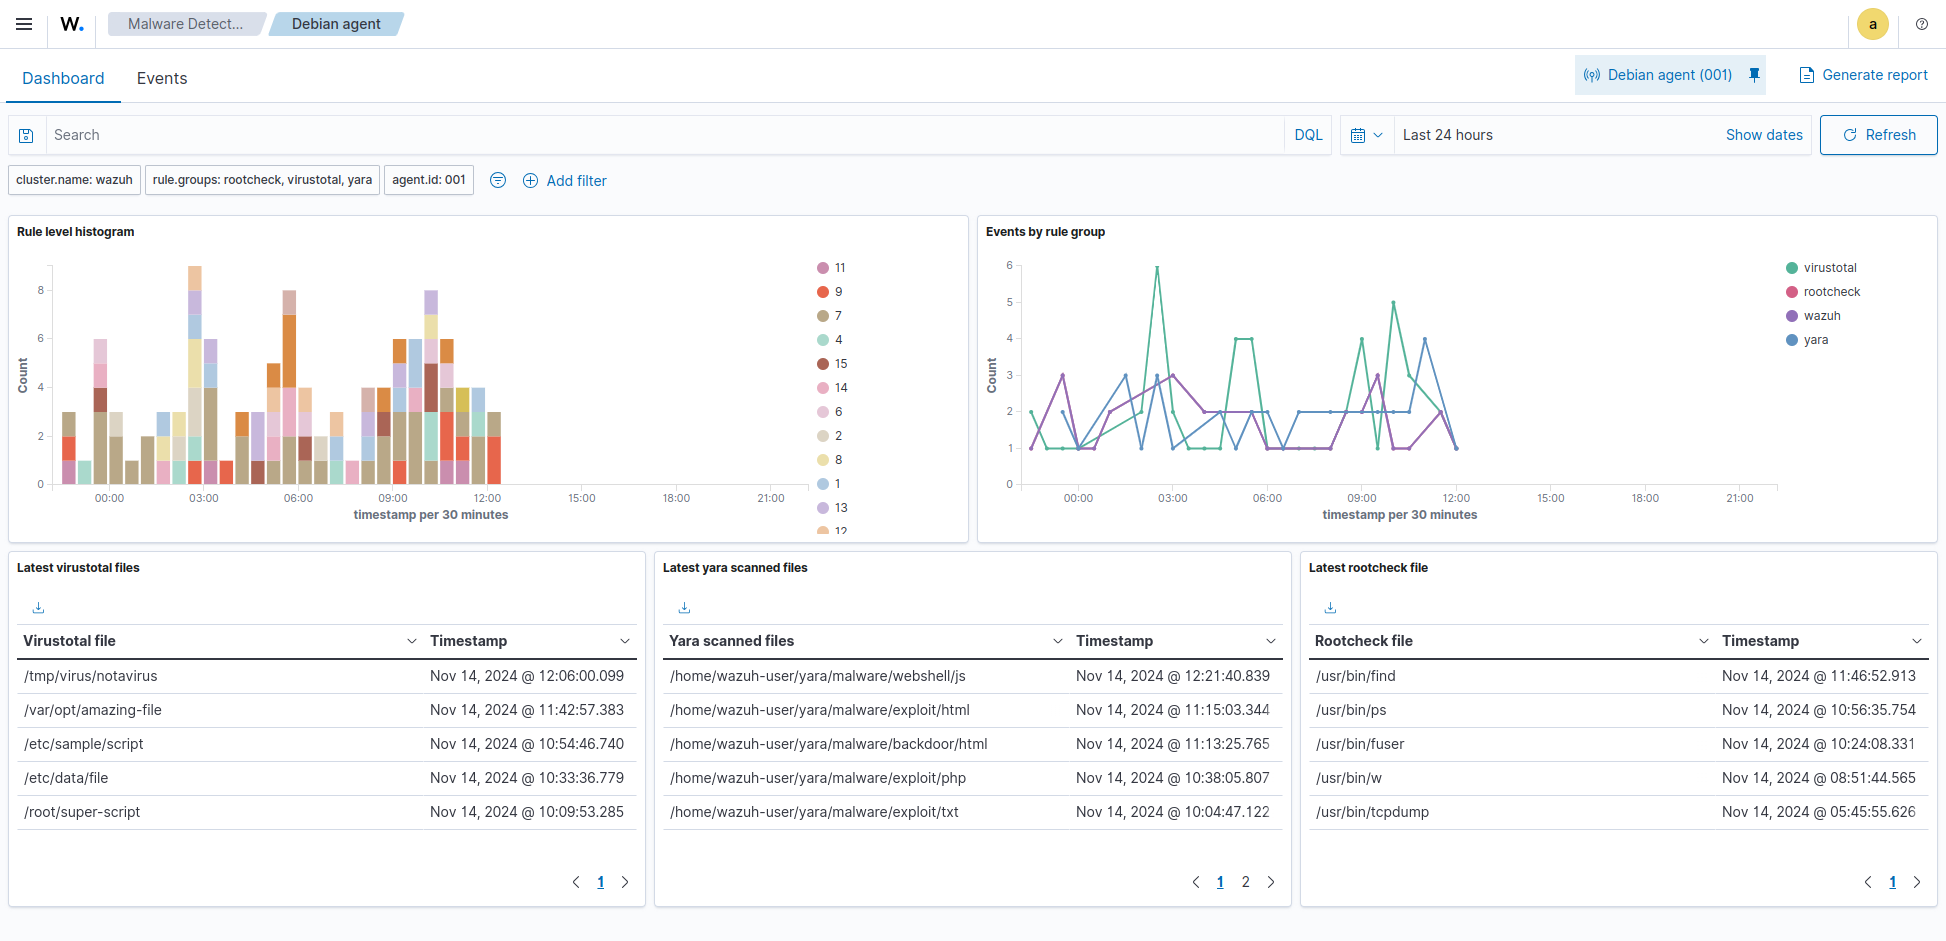 W.
Malware Detect...
Debian agent
a
Dashboard
Events
Debian agent (001)
Generate report
Search
DQL
Last 24 hours
Show dates
Refresh
cluster.name: wazuh
rule.groups: rootcheck, virustotal, yara
agent.id: 001
Add filter
Rule level histogram
Count
8
6
4
2
0
00:00 03:00 06:00 09:00 12:00 15:00 18:00 21:00
timestamp per 30 minutes
11
9
7
4
15
14
6
2
8
1
13
12
Events by rule group
Count
6
5
4
3
2
1
0
00:00 03:00 06:00 09:00 12:00 15:00 18:00 21:00
timestamp per 30 minutes
virustotal
rootcheck
wazuh
yara
Latest virustotal files
Virustotal file Timestamp
/tmp/virus/notavirus Nov 14, 2024 @ 12:06:00.099
/var/opt/amazing-file Nov 14, 2024 @ 11:42:57.383
/etc/sample/script Nov 14, 2024 @ 10:54:46.740
/etc/data/file Nov 14, 2024 @ 10:33:36.779
/root/super-script Nov 14, 2024 @ 10:09:53.285
1
Latest yara scanned files
Yara scanned files Timestamp
/home/wazuh-user/yara/malware/webshell/js Nov 14, 2024 @ 12:21:40.839
/home/wazuh-user/yara/malware/exploit/html Nov 14, 2024 @ 11:15:03.344
/home/wazuh-user/yara/malware/backdoor/html Nov 14, 2024 @ 11:13:25.765
/home/wazuh-user/yara/malware/exploit/php Nov 14, 2024 @ 10:38:05.807
/home/wazuh-user/yara/malware/exploit/txt Nov 14, 2024 @ 10:04:47.122
1 2
Latest rootcheck file
Rootcheck file Timestamp
/usr/bin/find Nov 14, 2024 @ 11:46:52.913
/usr/bin/ps Nov 14, 2024 @ 10:56:35.754
/usr/bin/fuser Nov 14, 2024 @ 10:24:08.331
/usr/bin/w Nov 14, 2024 @ 08:51:44.565
/usr/bin/tcpdump Nov 14, 2024 @ 05:45:55.626
1